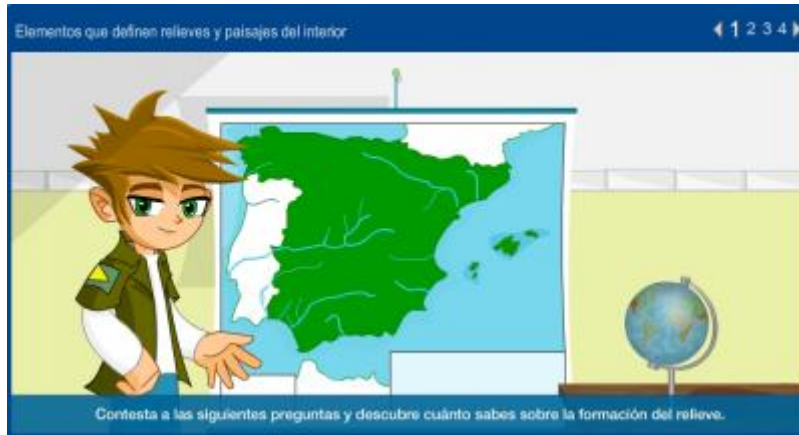 Elementos que definen relieves y paisajes del interior
1 2 3 4
Contesta a las siguientes preguntas y descubre cuánto sabes sobre la formación del relieve.